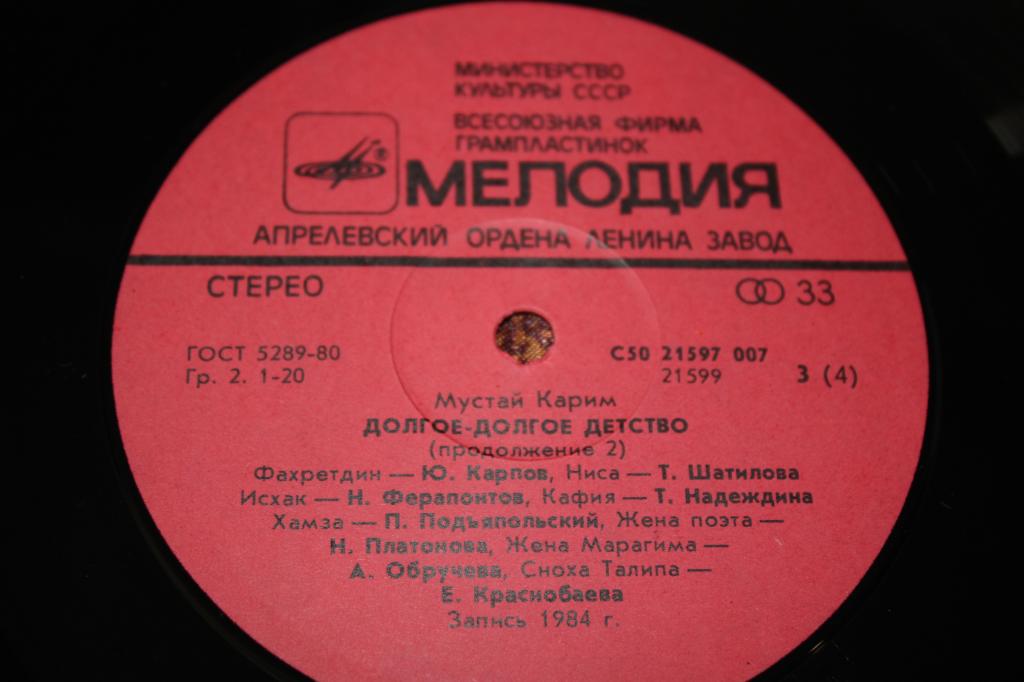 МИНИСТЕРСТВО
КУЛЬТУРЫ СССР
ВСЕСОЮЗНАЯ ФИРМА
ГРАМПЛАСТИНОК
® МЕЛОДИЯ
АПРЕЛЕВСКИЙ ОРДЕНА ЛЕНИНА ЗАВОД
СТЕРЕО 33
ГОСТ 5289-80 С50 21597 007
Гр. 2. 1-20 21599 3 (4)
Мустай Карим
ДОЛГОЕ-ДОЛГОЕ ДЕТСТВО
(продолжение 2)
Фахретдин — Ю. Карпов, Ниса — Т. Шатилова
Исхак — Н. Ферапонтов, Кафия — Т. Надеждина
Хамза — П. Подъяпольский, Жена поэта —
Н. Платонова, Жена Марагима —
А. Обручева, Сноха Талипа —
Е. Краснобаева
Запись 1984 г.